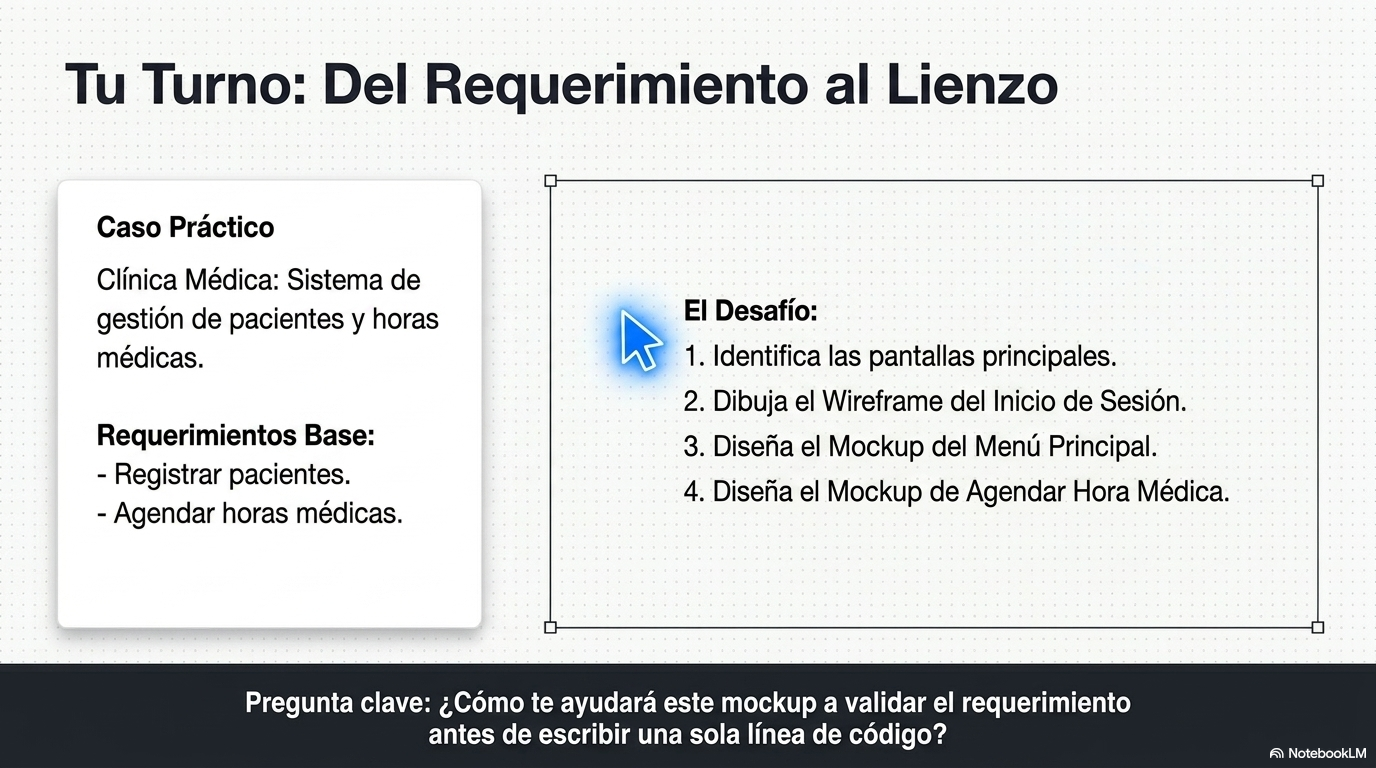 Tu Turno: Del Requerimiento al Lienzo
Caso Práctico
Clínica Médica: Sistema de
gestión de pacientes y horas
médicas.
Requerimientos Base:
- Registrar pacientes.
- Agendar horas médicas.
El Desafío:
1. Identifica las pantallas principales.
2. Dibuja el Wireframe del Inicio de Sesión.
3. Diseña el Mockup del Menú Principal.
4. Diseña el Mockup de Agendar Hora Médica.
Pregunta clave: ¿Cómo te ayudará este mockup a validar el requerimiento
antes de escribir una sola línea de código?
NotebookLM